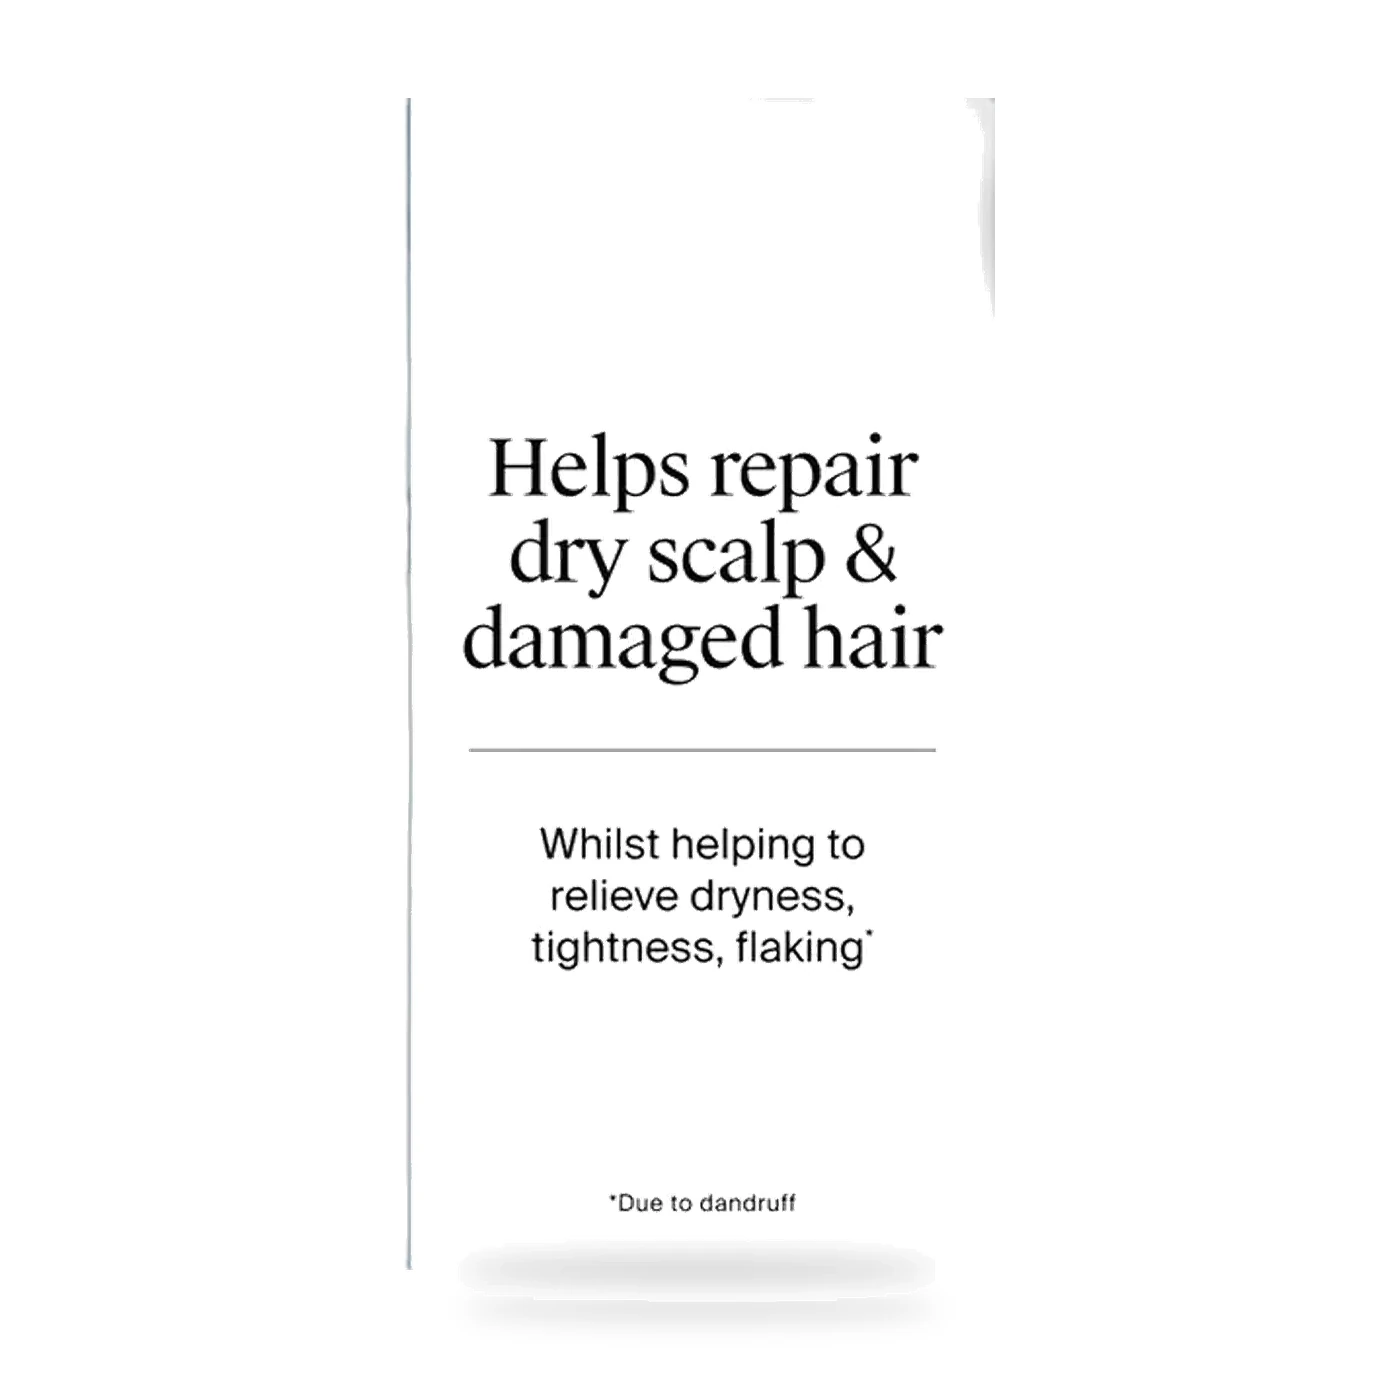 Helps repair
dry scalp &
damaged hair
Whilst helping to
relieve dryness,
tightness, flaking*
*Due to dandruff